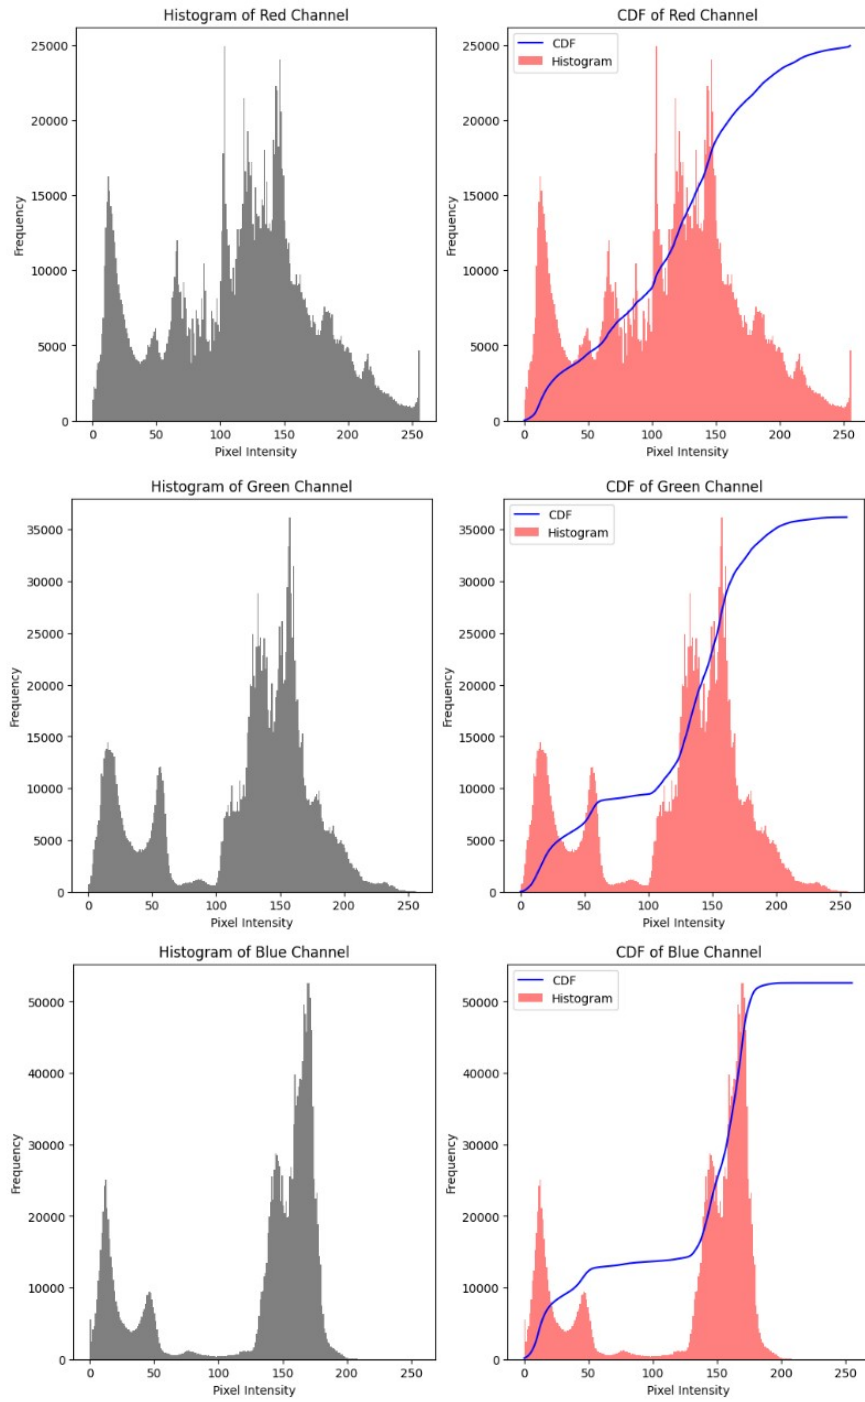 Histogram of Red Channel
25000
20000
15000
10000
5000
0
Frequency
0 50 100 150 200 250
Pixel Intensity
CDF of Red Channel
CDF
Histogram
25000
20000
15000
10000
5000
0
Frequency
0 50 100 150 200 250
Pixel Intensity
Histogram of Green Channel
35000
30000
25000
20000
15000
10000
5000
0
Frequency
0 50 100 150 200 250
Pixel Intensity
CDF of Green Channel
CDF
Histogram
35000
30000
25000
20000
15000
10000
5000
0
Frequency
0 50 100 150 200 250
Pixel Intensity
Histogram of Blue Channel
50000
40000
30000
20000
10000
0
Frequency
0 50 100 150 200 250
Pixel Intensity
CDF of Blue Channel
CDF
Histogram
50000
40000
30000
20000
10000
0
Frequency
0 50 100 150 200 250
Pixel Intensity